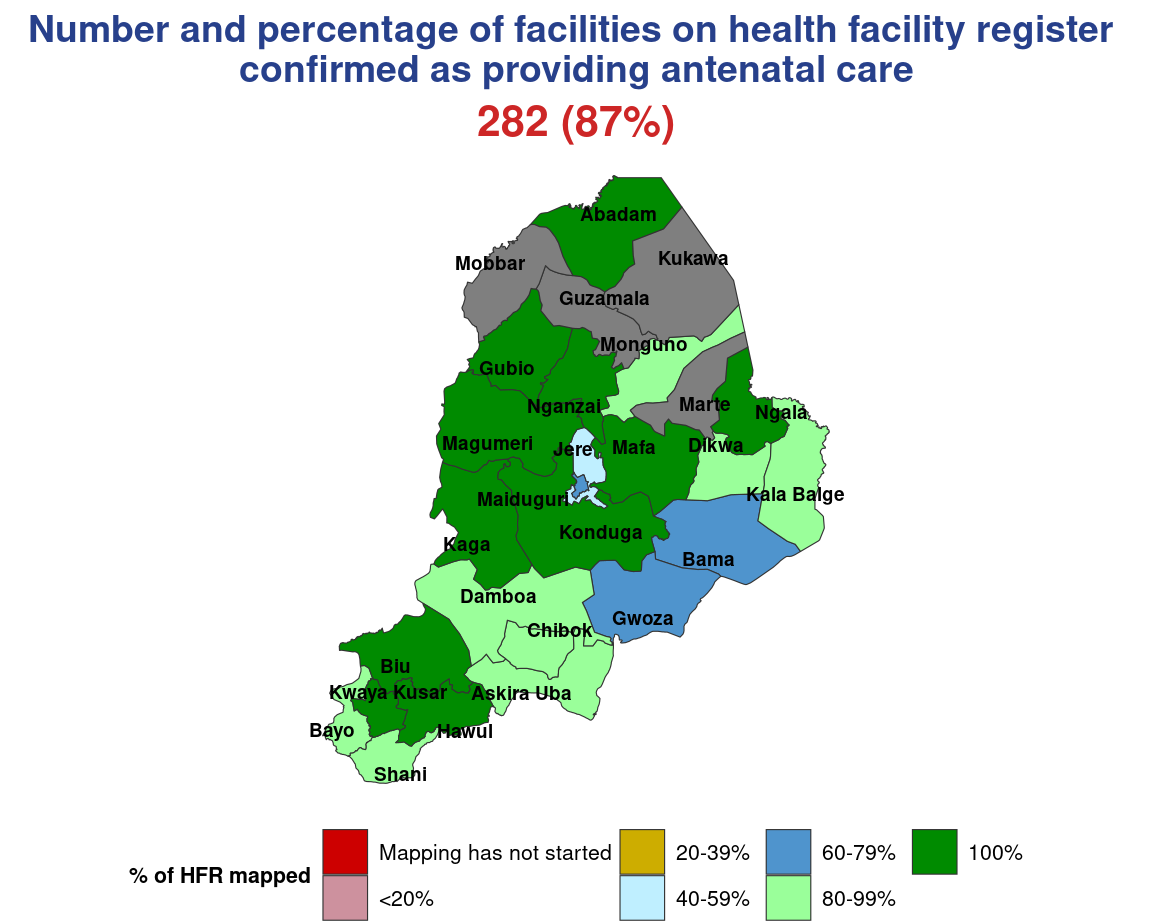 Number and percentage of facilities on health facility register
confirmed as providing antenatal care
282 (87%)
Abadam
Kukawa
Mobbar
Guzamala
Monguno
Gubio
Nganzai
Marte
Ngala
Magumeri
Jere
Mafa
Dikwa
Maiduguri
Kala Balge
Konduga
Kaga
Bama
Damboa
Gwoza
Chibok
Biu
Kwaya Kusar
Askira Uba
Bayo
Hawul
Shani
% of HFR mapped
Mapping has not started
<20%
20-39%
40-59%
60-79%
80-99%
100%